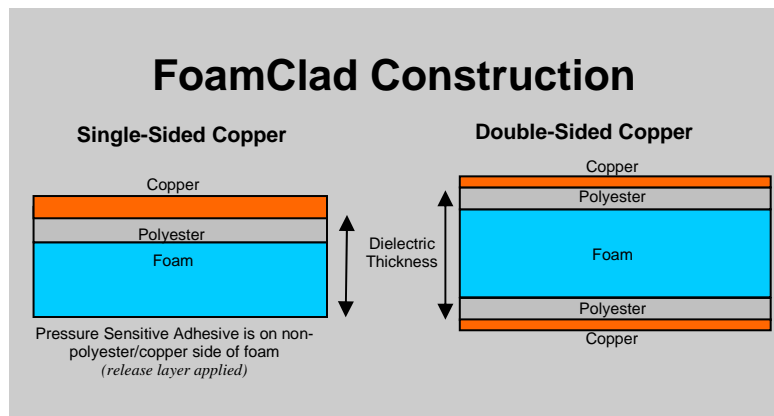 FoamClad Construction
Single-Sided Copper
Copper
Polyester
Foam
Pressure Sensitive Adhesive is on non-
polyester/copper side of foam
(release layer applied)
Dielectric
Thickness
Double-Sided Copper
Copper
Polyester
Foam
Polyester
Copper